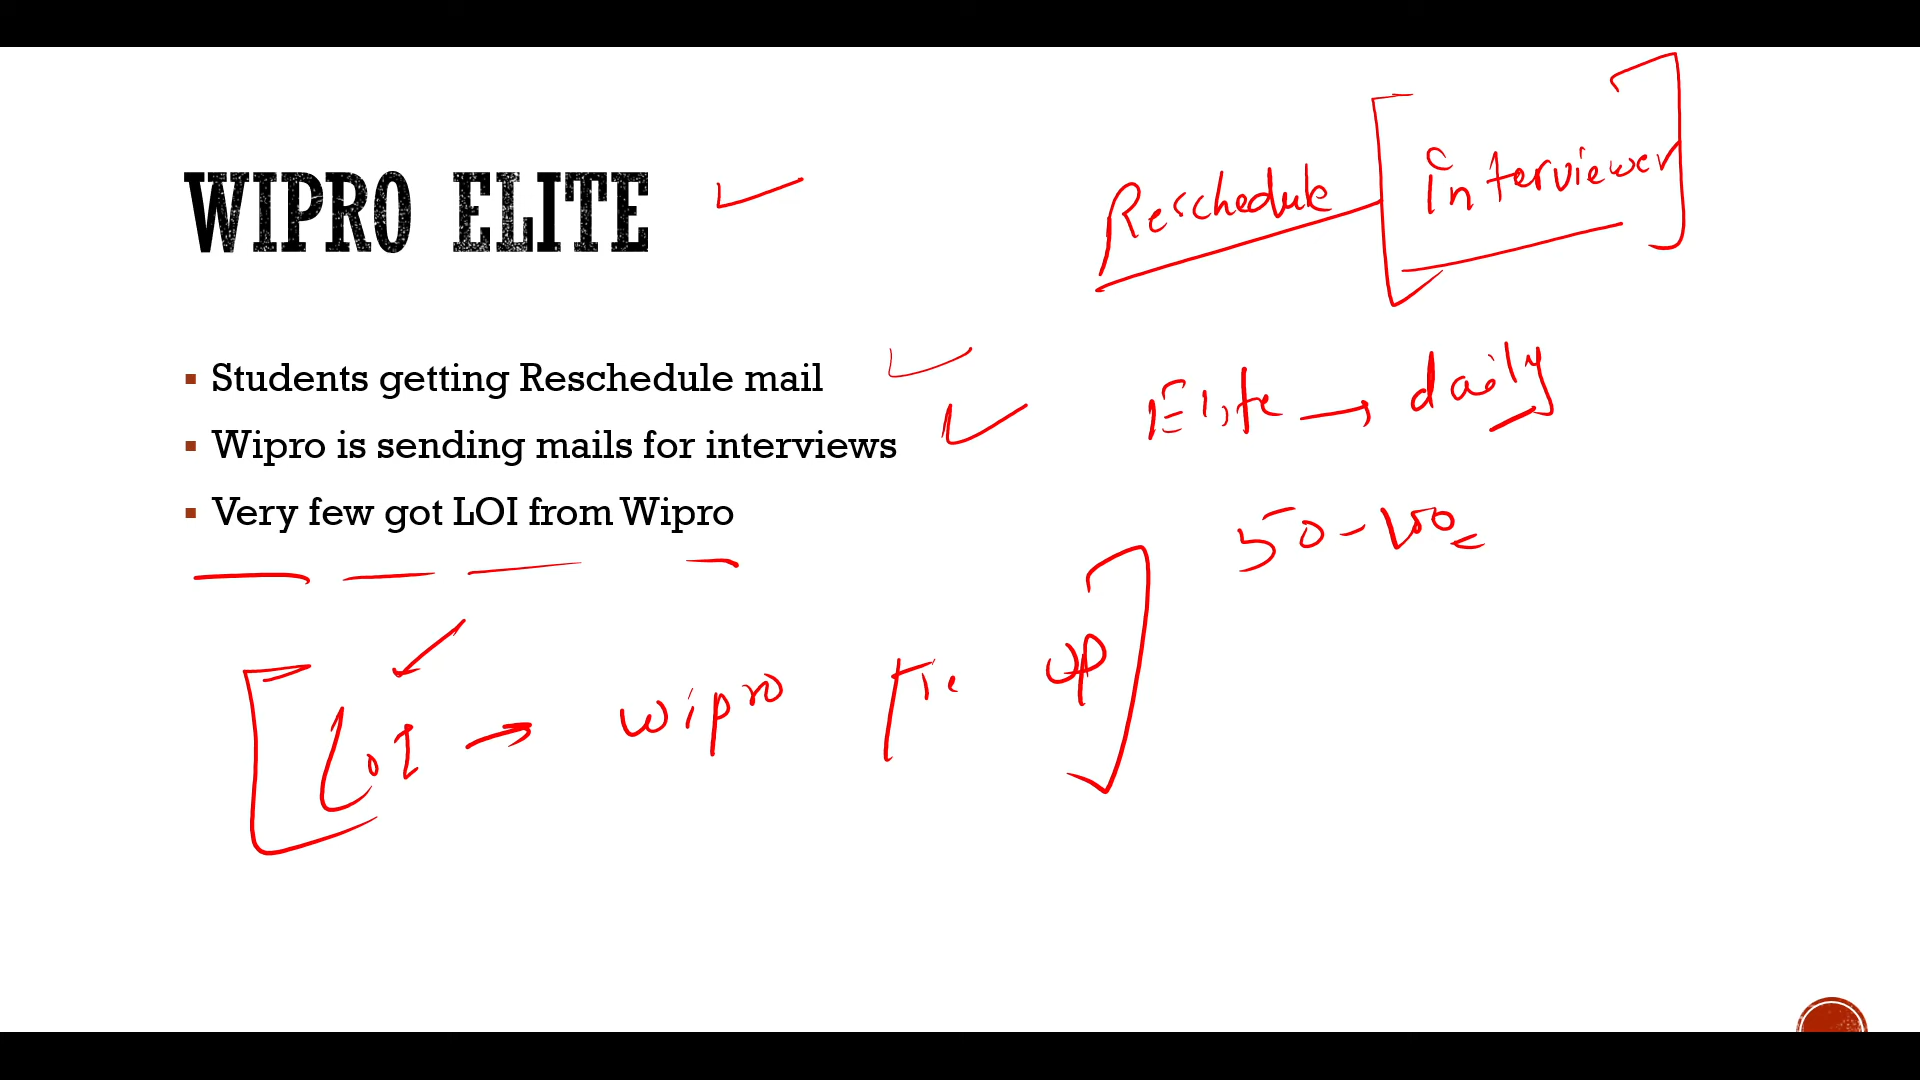 WIPRO ELITE
Reschedule [interviewer]
▪ Students getting Reschedule mail
Elite → daily
▪ Wipro is sending mails for interviews
▪ Very few got LOI from Wipro
50-100
[LOI → wipro tie up]